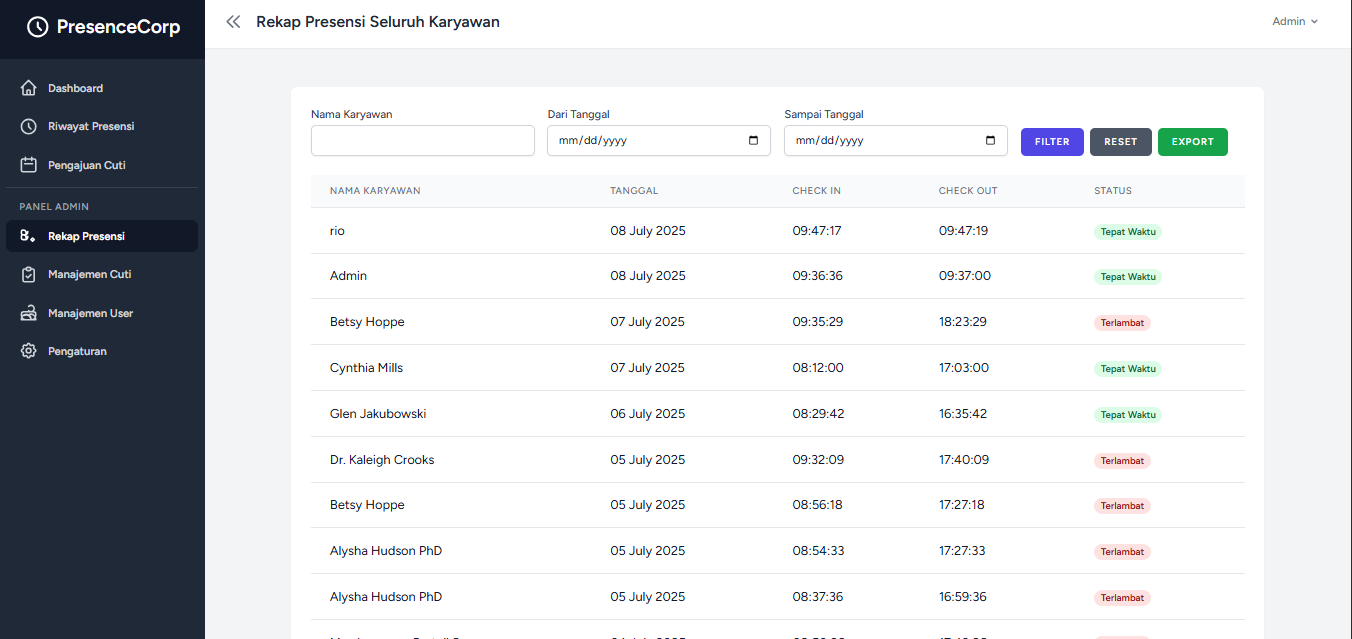 PresenceCorp
Rekap Presensi Seluruh Karyawan
Admin
Dashboard
Riwayat Presensi
Pengajuan Cuti
PANEL ADMIN
Rekap Presensi
Manajemen Cuti
Manajemen User
Pengaturan
Nama Karyawan Dari Tanggal Sampai Tanggal
mm/dd/yyyy mm/dd/yyyy FILTER RESET EXPORT
NAMA KARYAWAN TANGGAL CHECK IN CHECK OUT STATUS
rio 08 July 2025 09:47:17 09:47:19 Tepat Waktu
Admin 08 July 2025 09:36:36 09:37:00 Tepat Waktu
Betsy Hoppe 07 July 2025 09:35:29 18:23:29 Terlambat
Cynthia Mills 07 July 2025 08:12:00 17:03:00 Tepat Waktu
Glen Jakubowski 06 July 2025 08:29:42 16:35:42 Tepat Waktu
Dr. Kaleigh Crooks 05 July 2025 09:32:09 17:40:09 Terlambat
Betsy Hoppe 05 July 2025 08:56:18 17:27:18 Terlambat
Alysha Hudson PhD 05 July 2025 08:54:33 17:27:33 Terlambat
Alysha Hudson PhD 05 July 2025 08:37:36 16:59:36 Terlambat